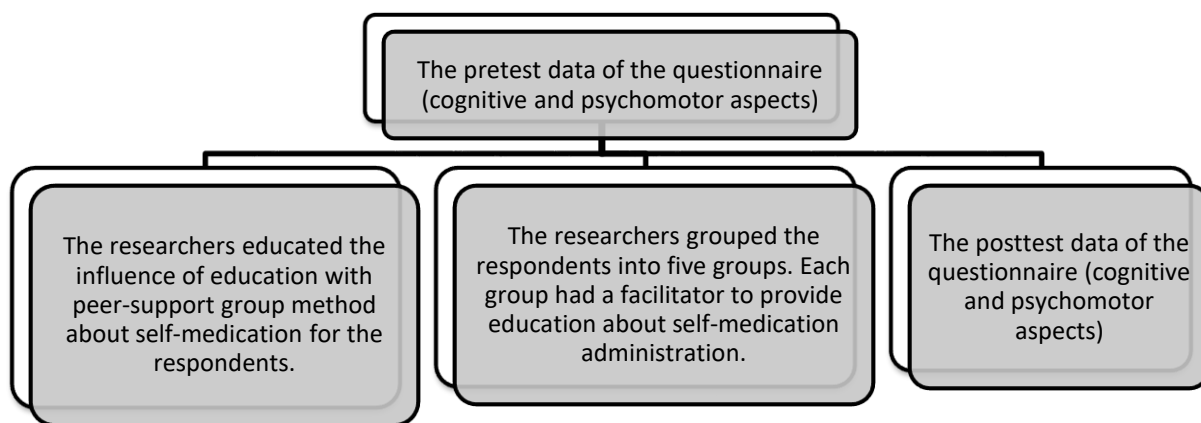 The pretest data of the questionnaire
(cognitive and psychomotor aspects)
The researchers educated the
influence of education with
peer-support group method
about self-medication for the
respondents.
The researchers grouped the
respondents into five groups. Each
group had a facilitator to provide
education about self-medication
administration.
The posttest data of the
questionnaire (cognitive
and psychomotor
aspects)